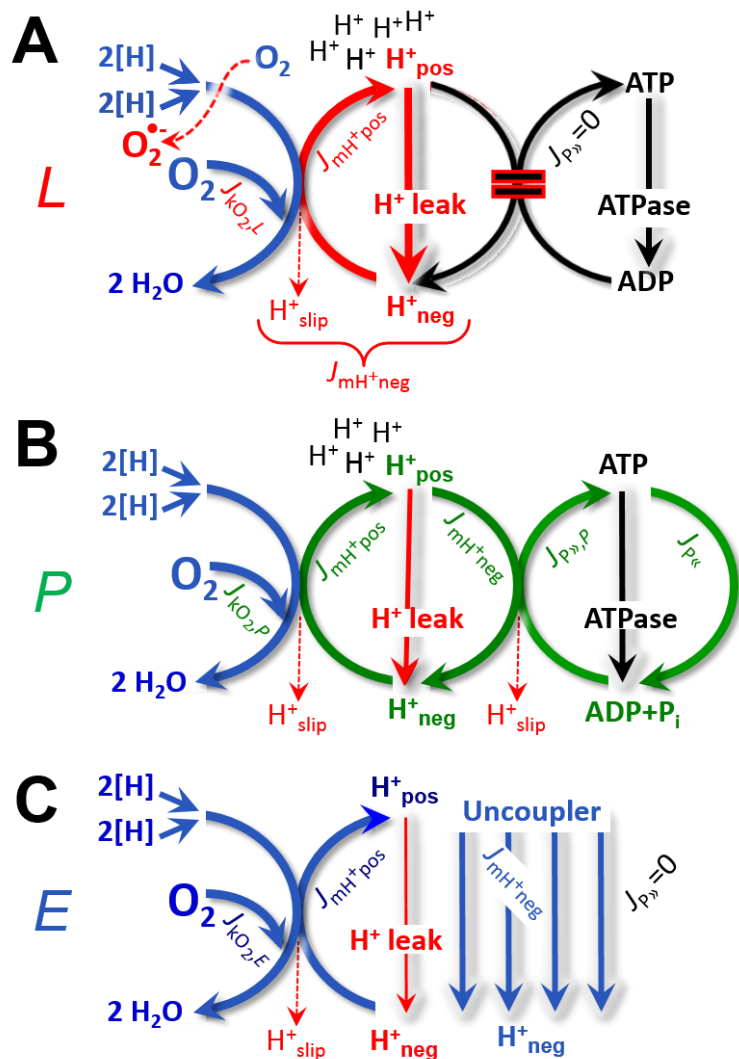 A
H⁺ H⁺ H⁺
H⁺ H⁺ H⁺pos
2[H]
2[H]
O₂
O₂•-
O₂
JkO₂,L
JmH⁺pos
JP»=0
ATP
L
H⁺ leak
ATPase
2 H₂O
H⁺slip
H⁺neg
ADP
JmH⁺neg
B
H⁺ H⁺
H⁺ H⁺ H⁺pos
2[H]
2[H]
ATP
O₂
JkO₂,P
JmH⁺pos
JmH⁺neg
JP»,P
JP«
P
H⁺ leak
ATPase
2 H₂O
H⁺slip
H⁺neg
H⁺slip
ADP+Pi
C
2[H]
2[H]
H⁺pos
Uncoupler
O₂
JkO₂,E
JmH⁺pos
JmH⁺neg
JP»=0
E
H⁺ leak
2 H₂O
H⁺slip
H⁺neg
H⁺neg